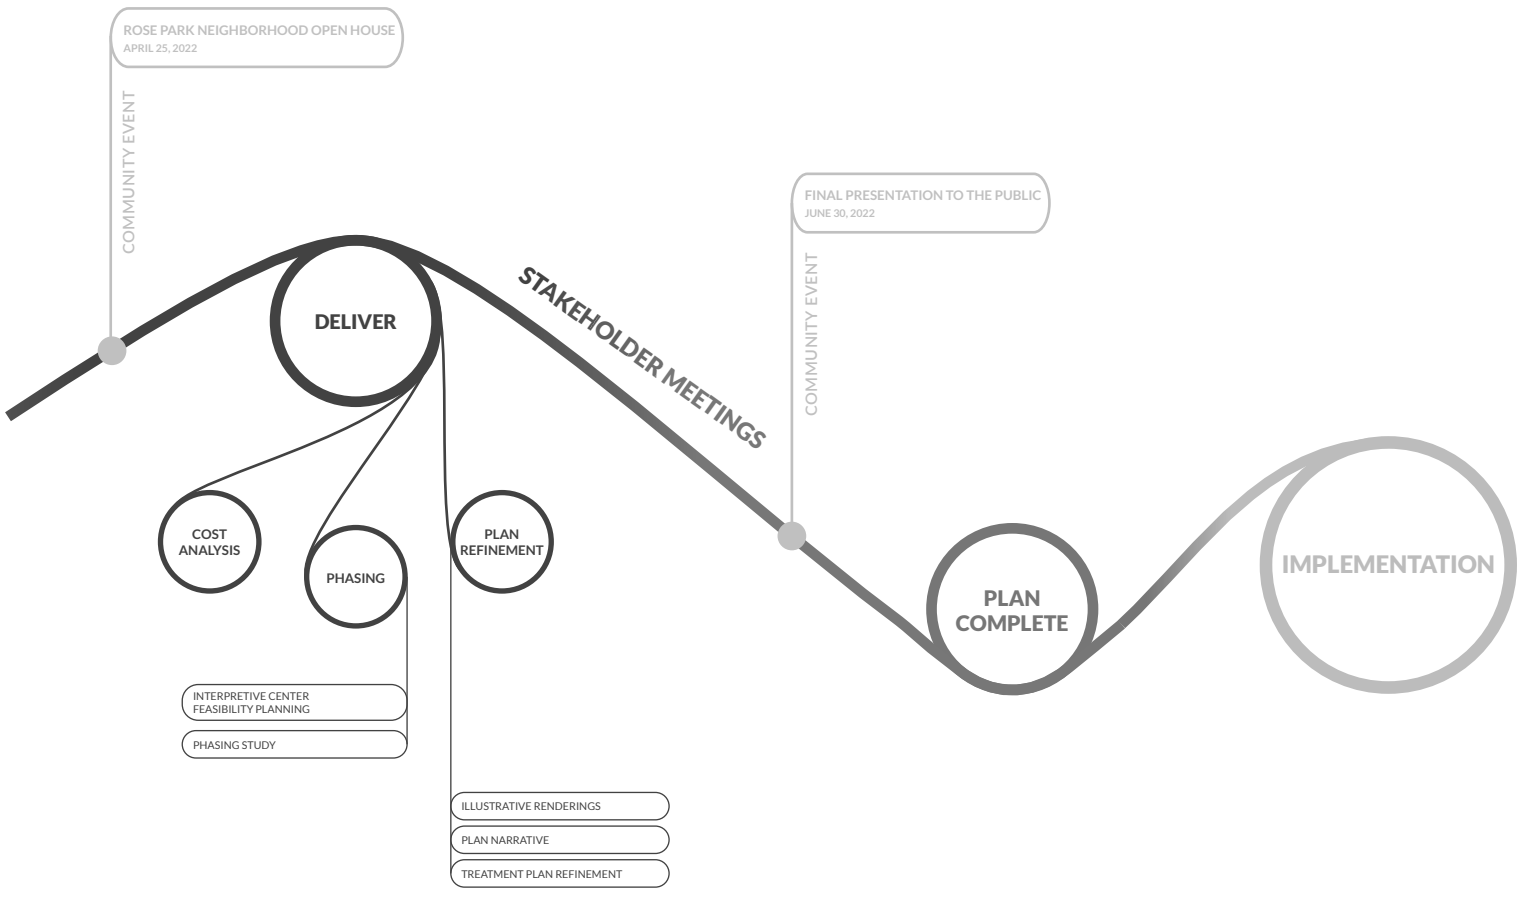 ROSE PARK NEIGHBORHOOD OPEN HOUSE
APRIL 25, 2022
COMMUNITY EVENT
DELIVER
STAKEHOLDER MEETINGS
FINAL PRESENTATION TO THE PUBLIC
JUNE 30, 2022
COMMUNITY EVENT
COST
ANALYSIS
PHASING
PLAN
REFINEMENT
PLAN
COMPLETE
IMPLEMENTATION
INTERPRETIVE CENTER
FEASIBILITY PLANNING
PHASING STUDY
ILLUSTRATIVE RENDERINGS
PLAN NARRATIVE
TREATMENT PLAN REFINEMENT